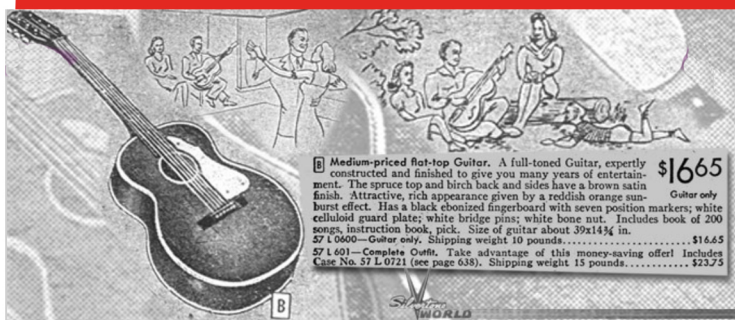 B Medium-priced flat-top Guitar. A full-toned Guitar, expertly
constructed and finished to give you many years of entertain-
ment. The spruce top and birch back and sides have a brown satin
finish. Attractive, rich appearance given by a reddish orange sun-
burst effect. Has a black ebonized fingerboard with seven position markers; white
celluloid guard plate; white bridge pins; white bone nut. Includes book of 200
songs, instruction book, pick. Size of guitar about 39x14¾ in.
$16.65
Guitar only
57 L 0600—Guitar only. Shipping weight 10 pounds....................$16.65
57 L 601—Complete Outfit. Take advantage of this money-saving offer! Includes
Case No. 57 L 0721 (see page 638). Shipping weight 15 pounds............$23.75
B
Silvertone
WORLD